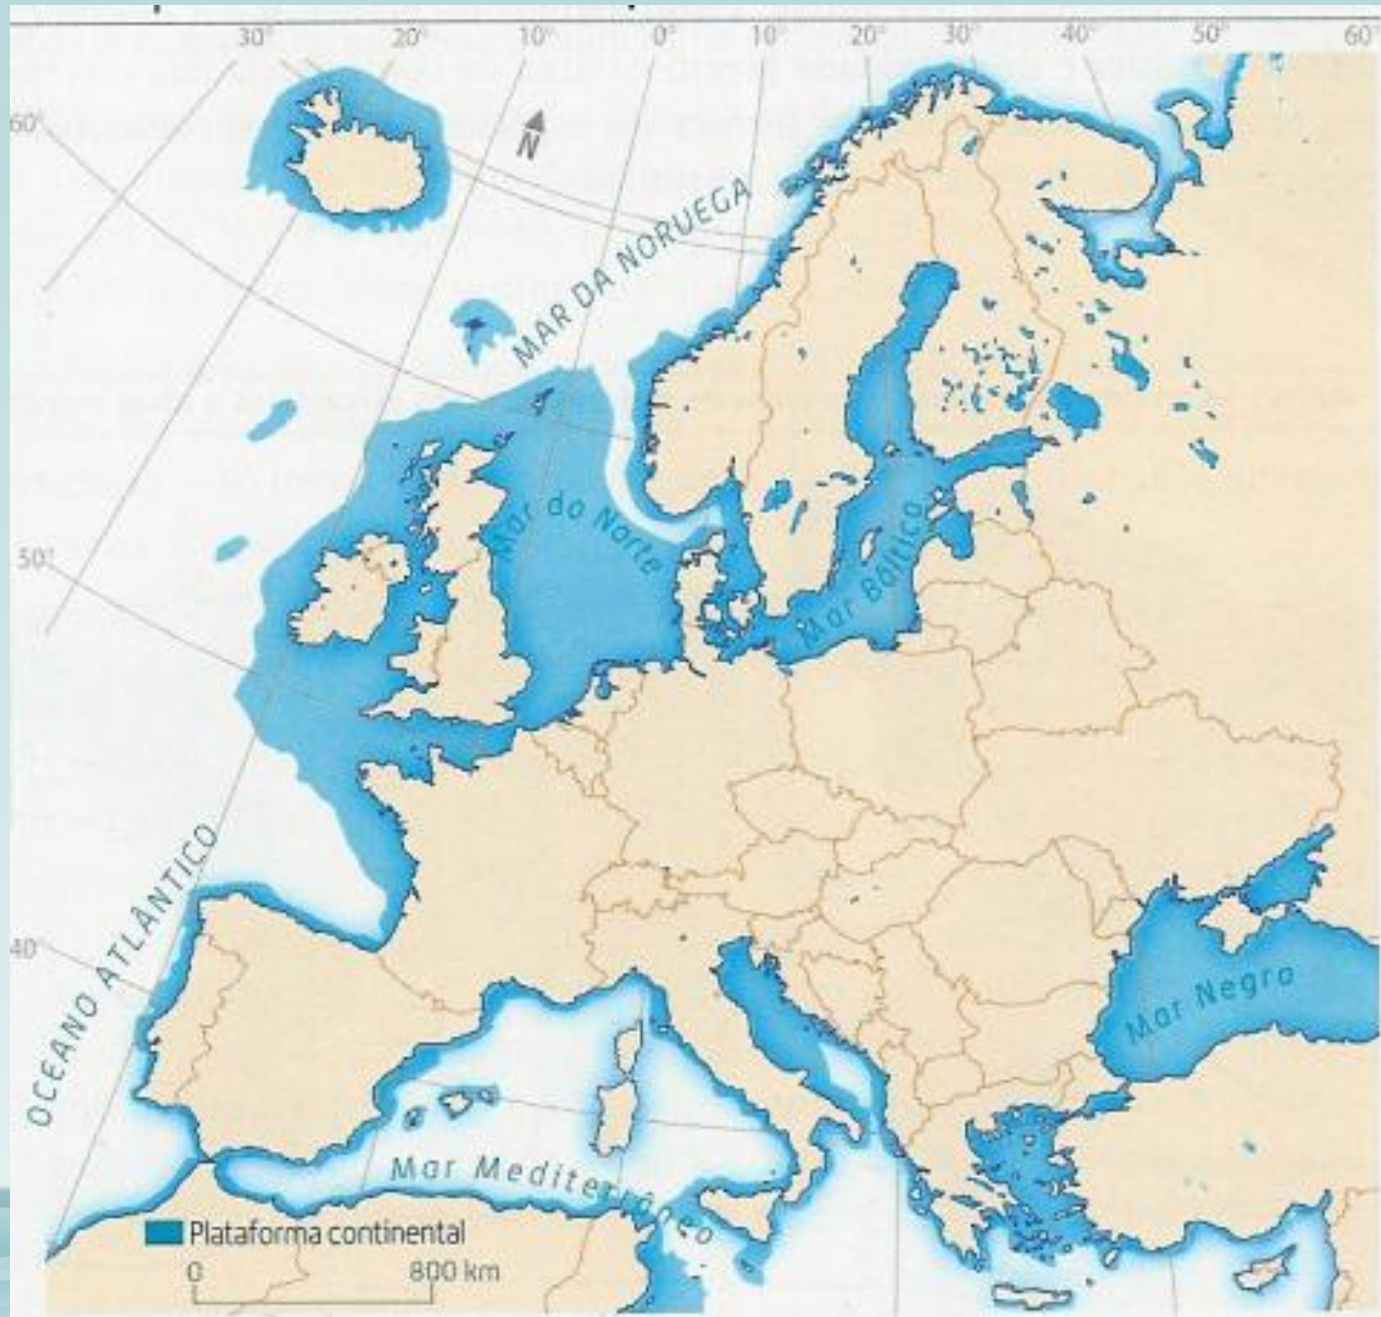 30° 20° 10° 0° 10° 20° 30° 40° 50° 60°
60°
N
MAR DA NORUEGA
Mar do Norte
50°
Mar Báltico
OCEANO ATLÂNTICO
40°
Mar Negro
Mar Mediterrâneo
Plataforma continental
0 800 km